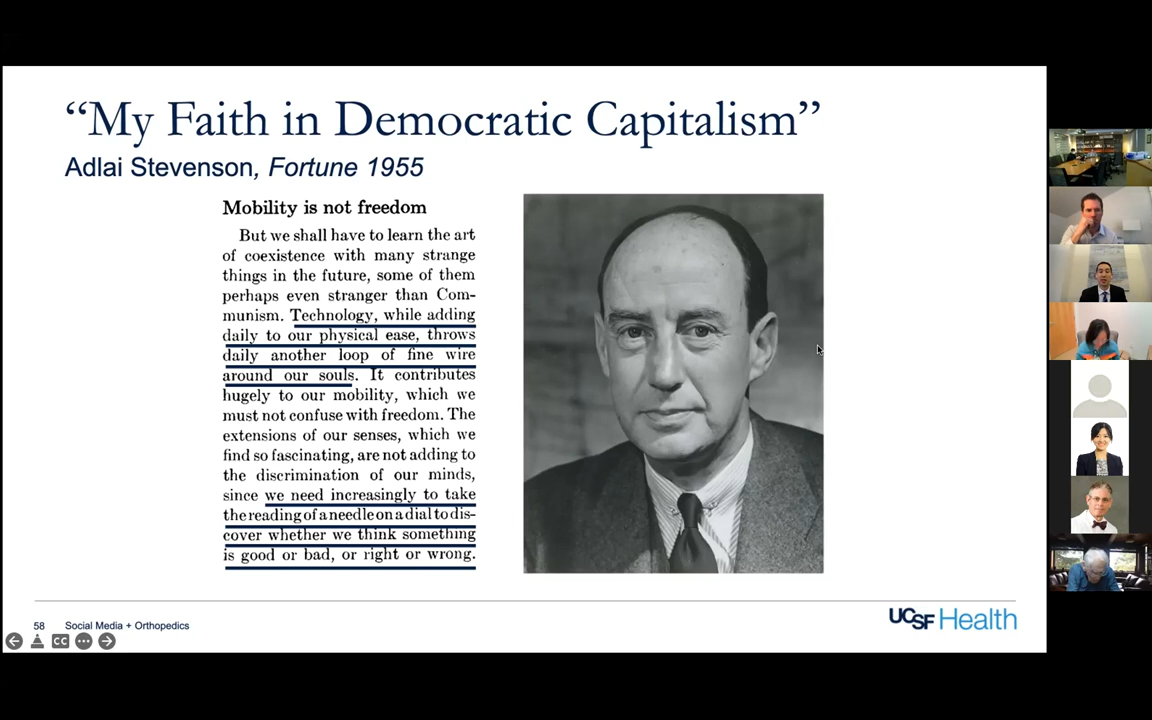 “My Faith in Democratic Capitalism”
Adlai Stevenson, Fortune 1955
Mobility is not freedom
But we shall have to learn the art
of coexistence with many strange
things in the future, some of them
perhaps even stranger than Com-
munism. Technology, while adding
daily to our physical ease, throws
daily another loop of fine wire
around our souls. It contributes
hugely to our mobility, which we
must not confuse with freedom. The
extensions of our senses, which we
find so fascinating, are not adding to
the discrimination of our minds,
since we need increasingly to take
the reading of a needle on a dial to dis-
cover whether we think something
is good or bad, or right or wrong.
58 Social Media + Orthopedics
UCSF Health
CC